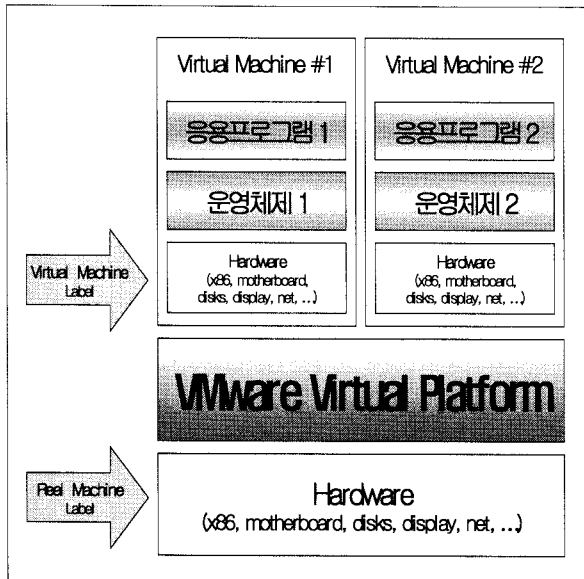 Virtual Machine #1
응용프로그램 1
운영체제 1
Hardware
(x86, motherboard,
disks, display, net, ...)
Virtual Machine #2
응용프로그램 2
운영체제 2
Hardware
(x86, motherboard,
disks, display, net, ...)
Virtual Machine
Label
VMware Virtual Platform
Real Machine
Label
Hardware
(x86, motherboard, disks, display, net, ...)